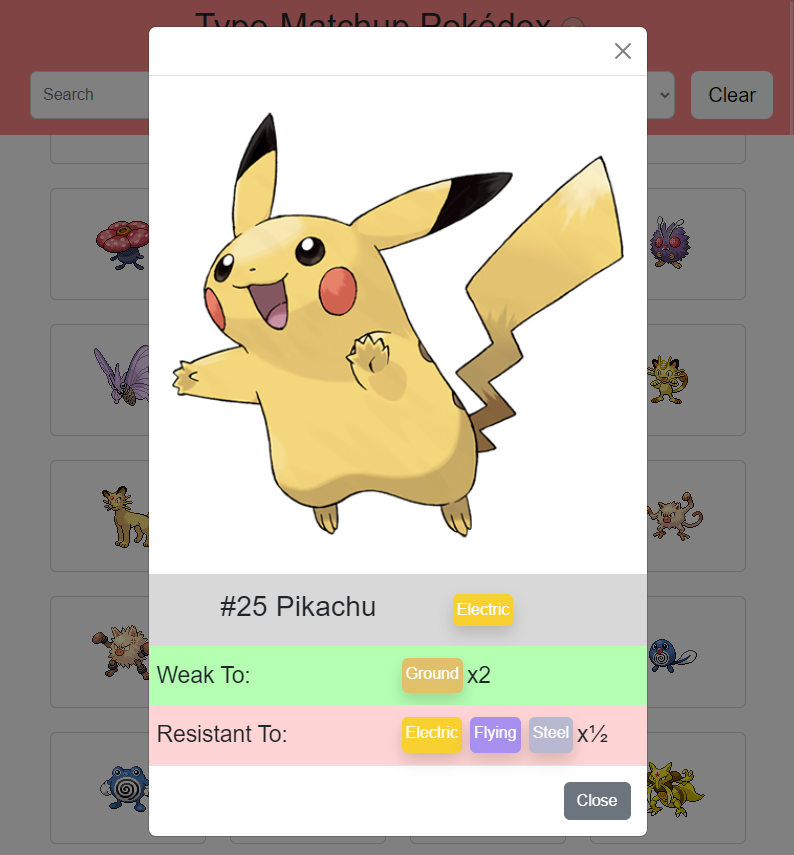 Type Matchup Pokédex
Search
Clear
#25 Pikachu
Electric
Weak To:
Ground x2
Resistant To:
Electric Flying Steel x½
Close